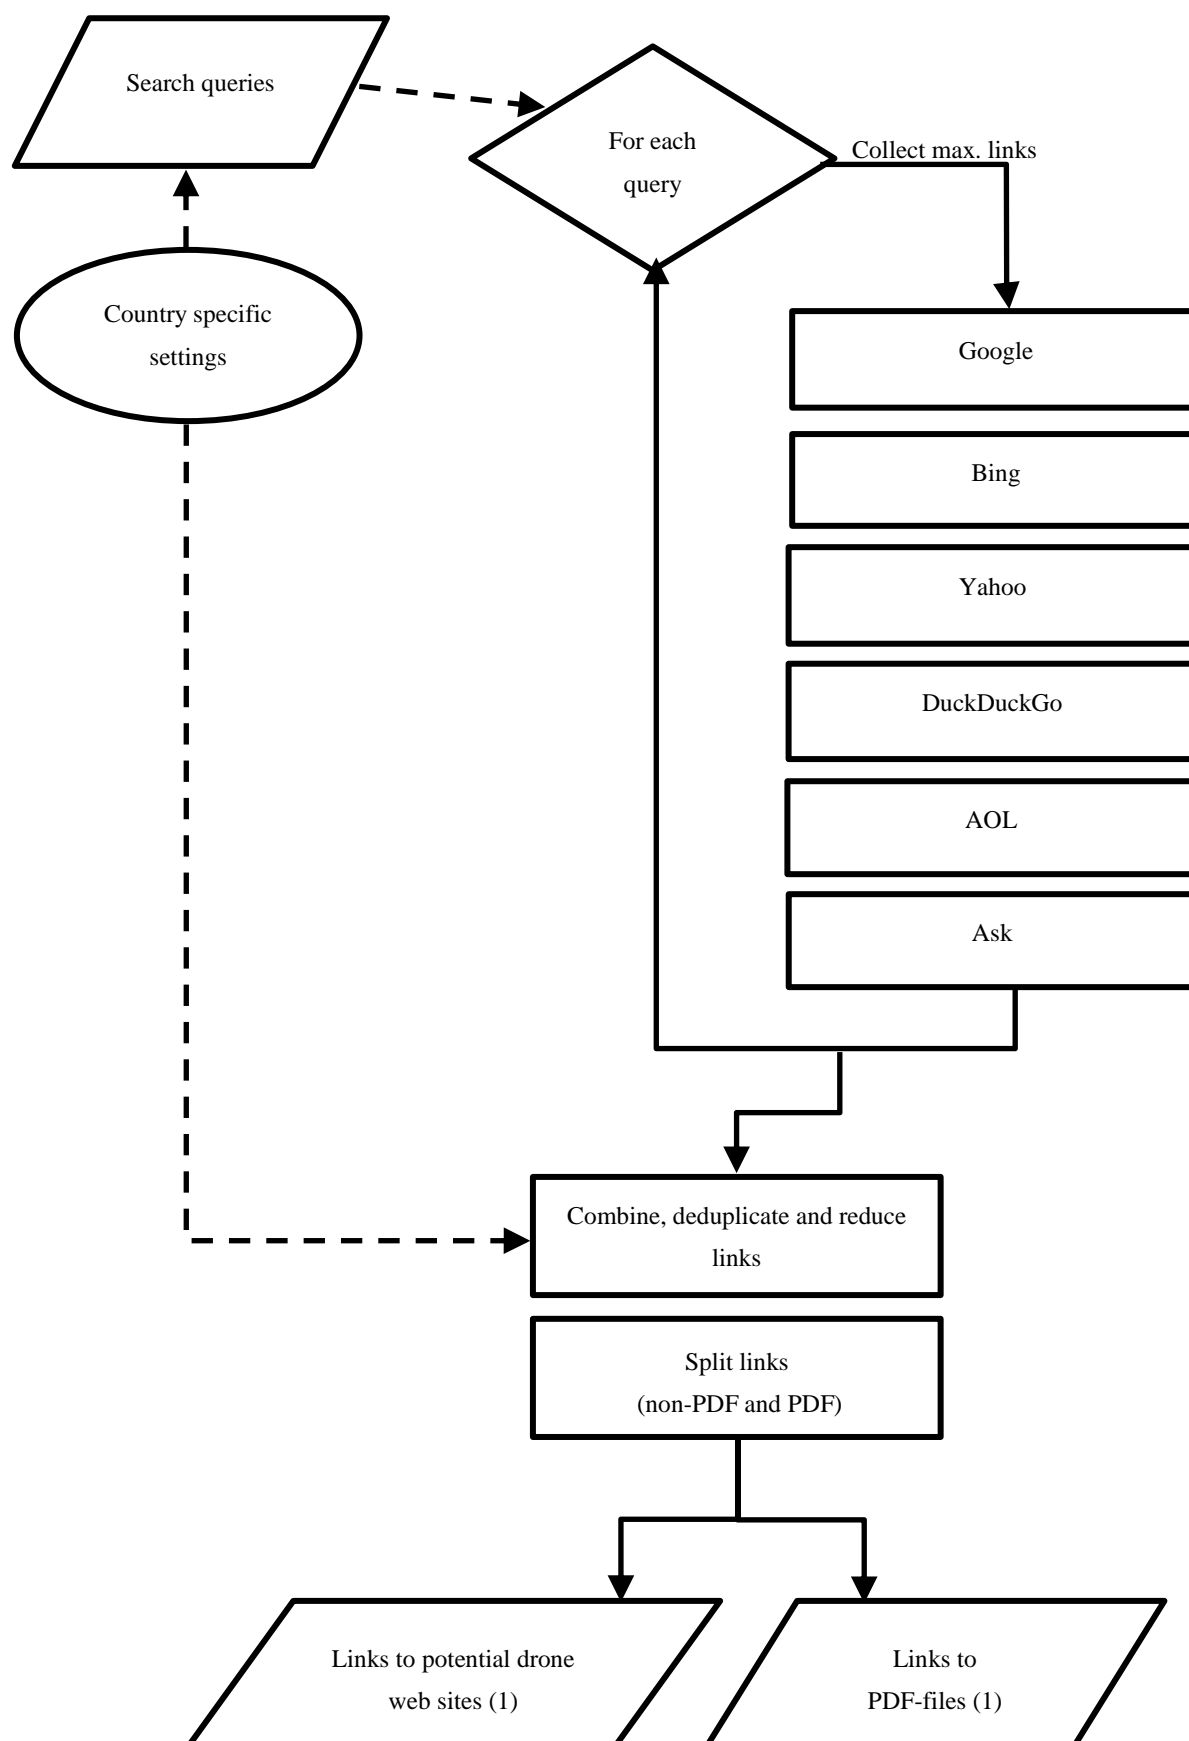 Search queries
For each
query
Collect max. links
Country specific
settings
Google
Bing
Yahoo
DuckDuckGo
AOL
Ask
Combine, deduplicate and reduce
links
Split links
(non-PDF and PDF)
Links to potential drone
web sites (1)
Links to
PDF-files (1)